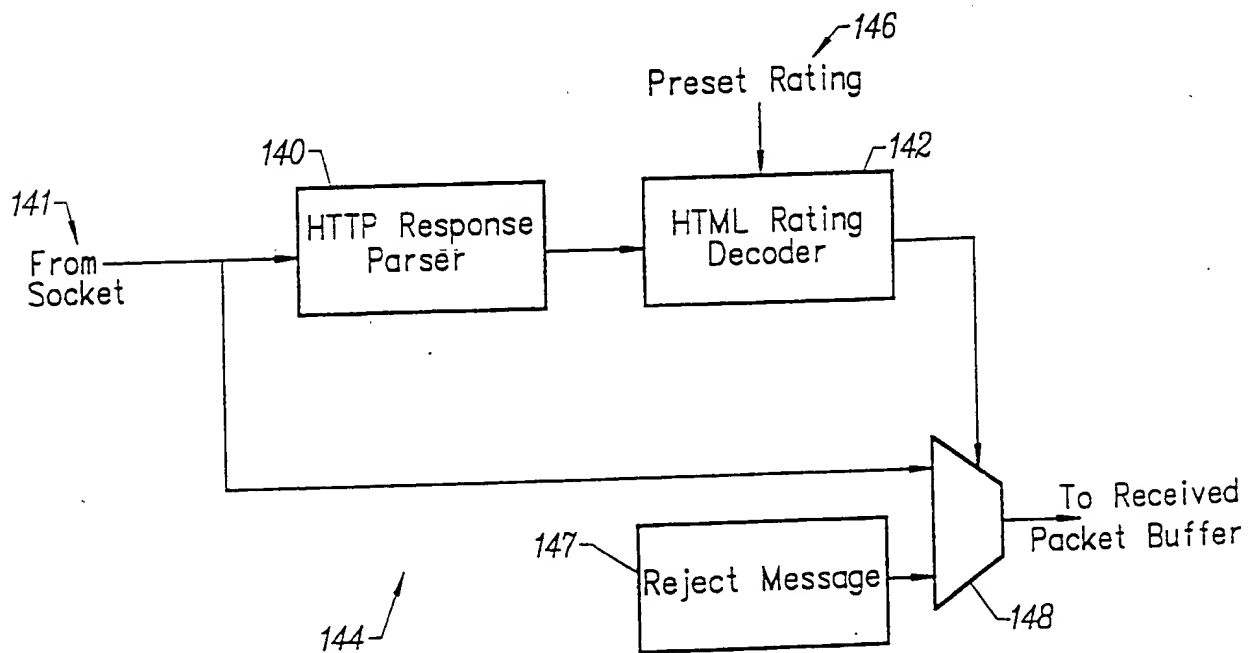 146
Preset Rating
140
142
141
HTTP Response
Parser
HTML Rating
Decoder
From
Socket
To Received
Packet Buffer
147
Reject Message
148
144